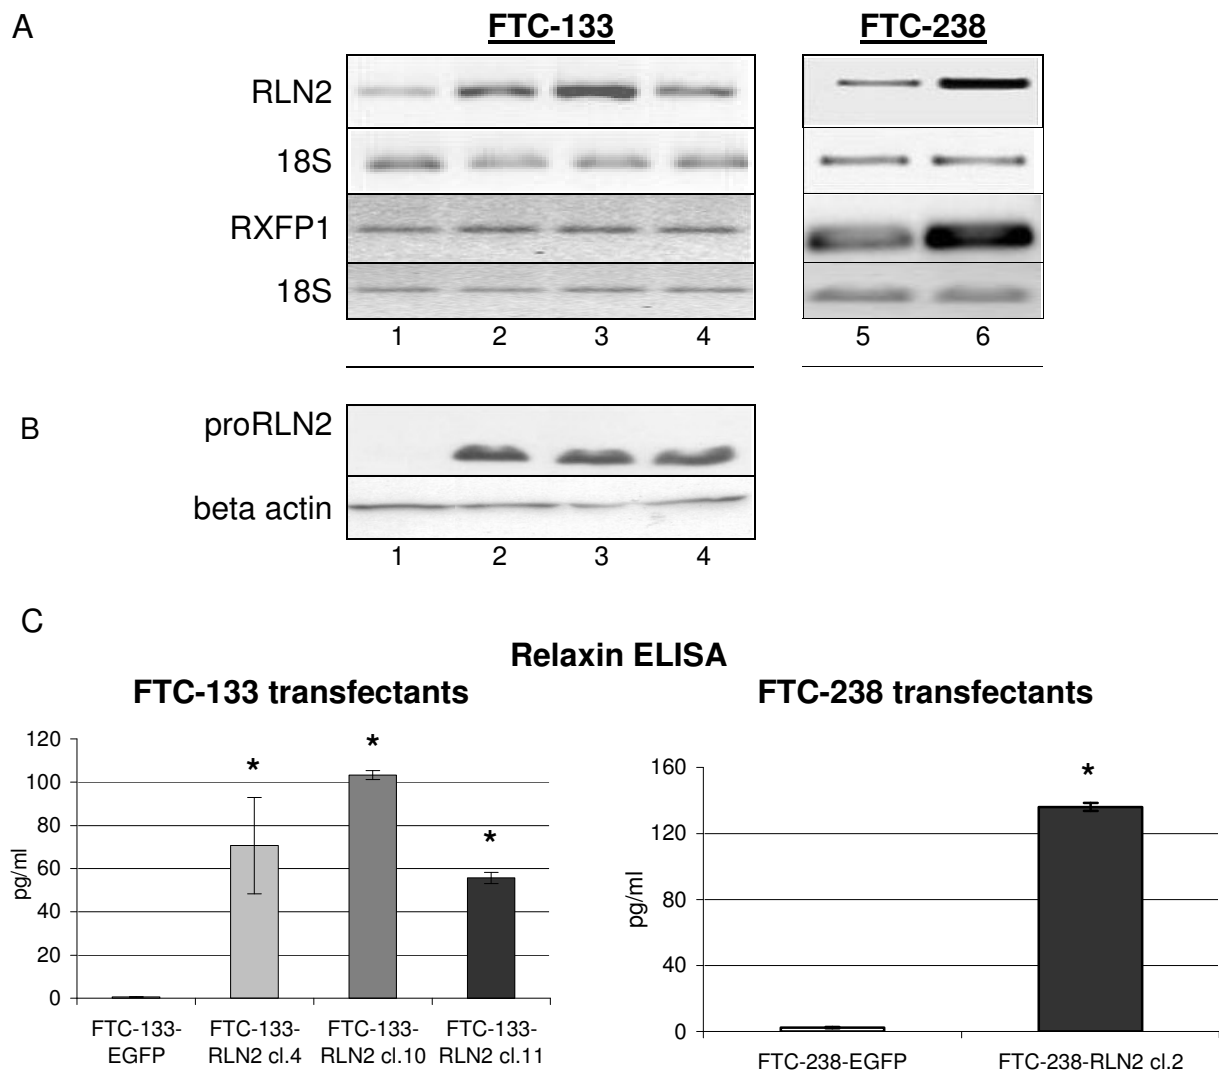 A
FTC-133
FTC-238
RLN2
18S
RXFP1
18S
1 2 3 4
5 6
B
proRLN2
beta actin
1 2 3 4
C
Relaxin ELISA
FTC-133 transfectants
FTC-238 transfectants
pg/ml
120
100
80
60
40
20
0
*
*
*
FTC-133-
EGFP
FTC-133-
RLN2 cl.4
FTC-133-
RLN2 cl.10
FTC-133-
RLN2 cl.11
pg/ml
160
120
80
40
0
*
FTC-238-EGFP
FTC-238-RLN2 cl.2